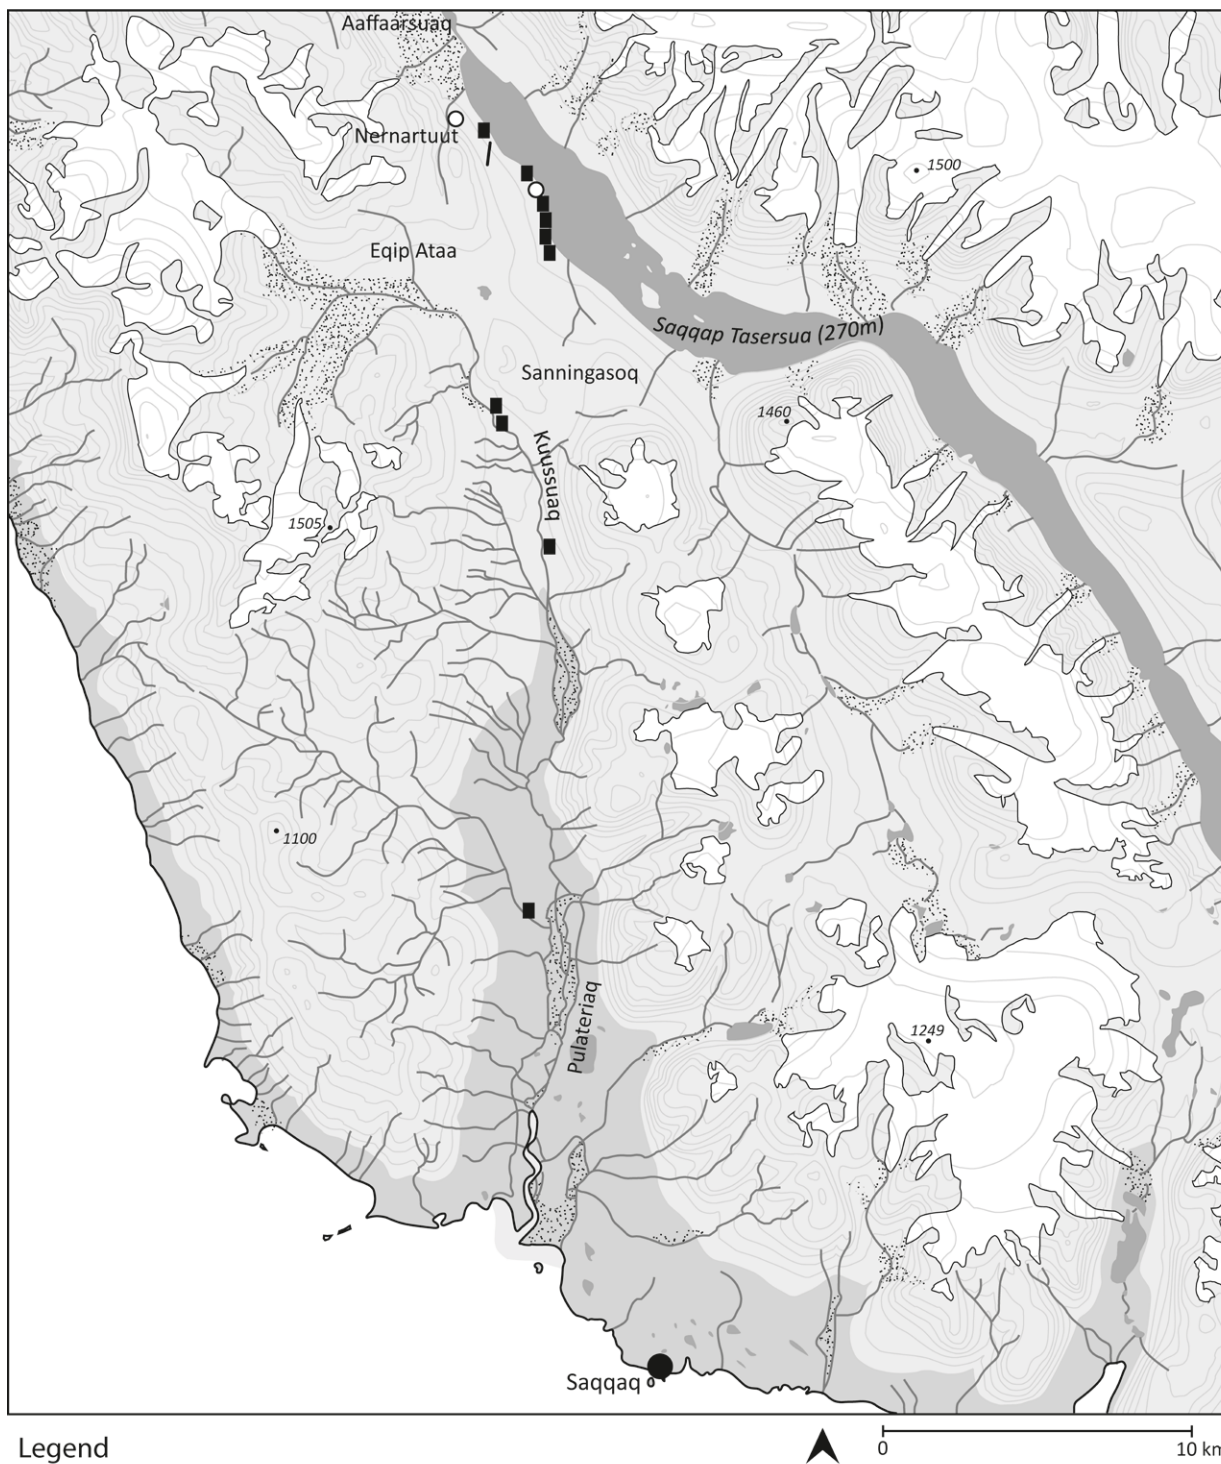 Aaffaarsuaq
Nernartuut
1500
Eqip Ataa
Saqqap Tasersua (270m)
Sanningasoq
1460
Kuussuaq
1505
1100
Pulateriaq
1249
Saqqaq
Legend
0
10 km